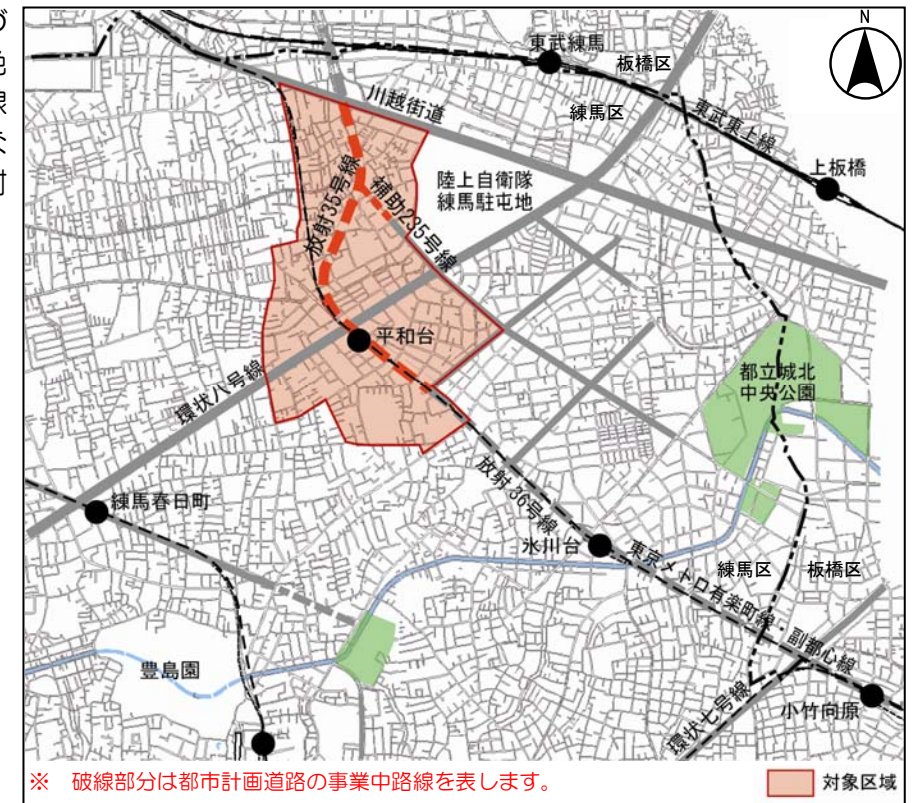 び
色
線
N
東武練馬
板橋区
練馬区
川越街道
東武東上線
上板橋
陸上自衛隊
練馬駐屯地
放射35号線
補助235号線
平和台
環状八号線
都立城北
中央公園
練馬春日町
放射36号線
氷川台
東京メトロ有楽町線・副都心線
練馬区
板橋区
豊島園
環状七号線
小竹向原
※ 破線部分は都市計画道路の事業中路線を表します。
対象区域